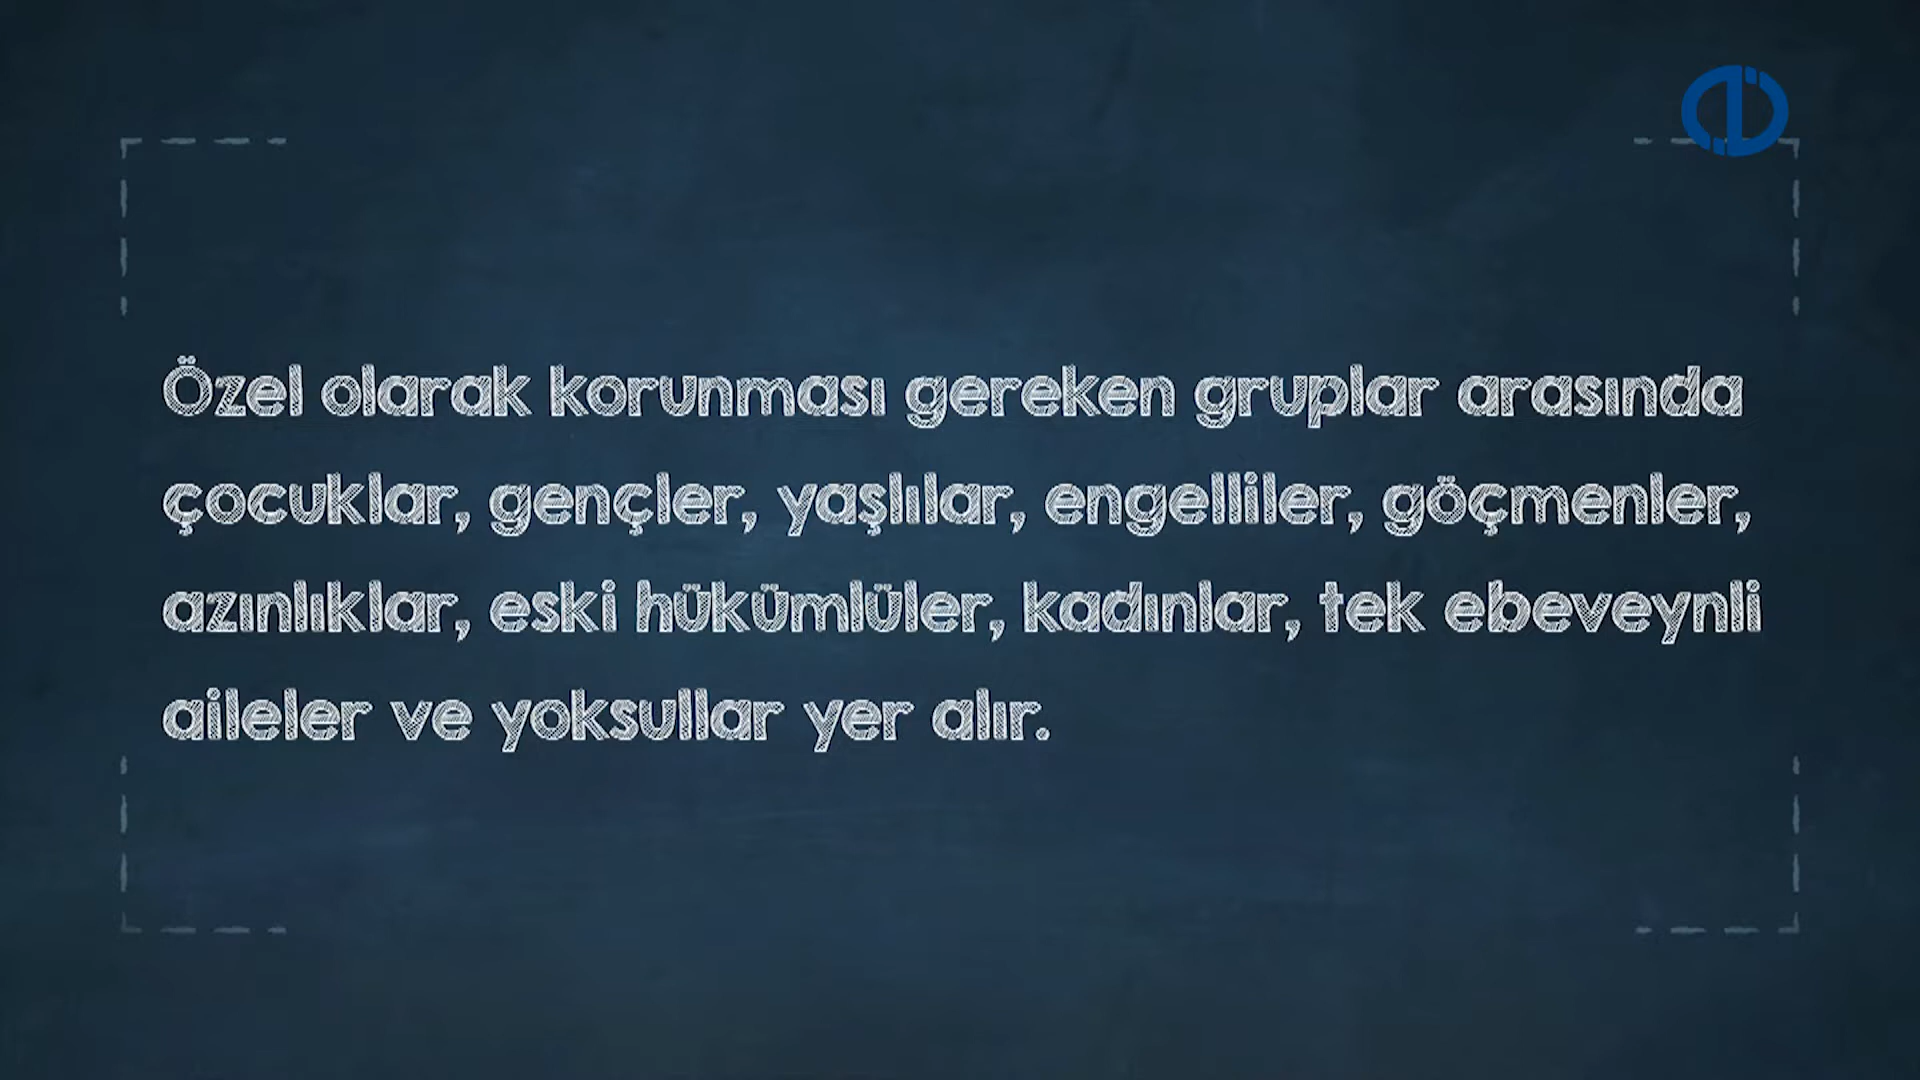 Özel olarak korunması gereken gruplar arasında
çocuklar, gençler, yaşlılar, engelliler, göçmenler,
azınlıklar, eski hükümlüler, kadınlar, tek ebeveynli
aileler ve yoksullar yer alır.